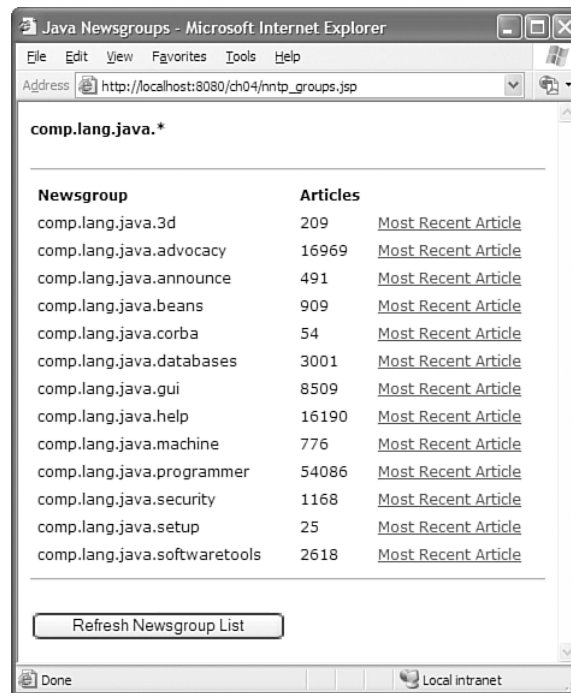 Java Newsgroups - Microsoft Internet Explorer
File Edit View Favorites Tools Help
Address http://localhost:8080/ch04/nntp_groups.jsp
comp.lang.java.*
Newsgroup Articles
comp.lang.java.3d 209 Most Recent Article
comp.lang.java.advocacy 16969 Most Recent Article
comp.lang.java.announce 491 Most Recent Article
comp.lang.java.beans 909 Most Recent Article
comp.lang.java.corba 54 Most Recent Article
comp.lang.java.databases 3001 Most Recent Article
comp.lang.java.gui 8509 Most Recent Article
comp.lang.java.help 16190 Most Recent Article
comp.lang.java.machine 776 Most Recent Article
comp.lang.java.programmer 54086 Most Recent Article
comp.lang.java.security 1168 Most Recent Article
comp.lang.java.setup 25 Most Recent Article
comp.lang.java.softwaretools 2618 Most Recent Article
Refresh Newsgroup List
Done Local intranet